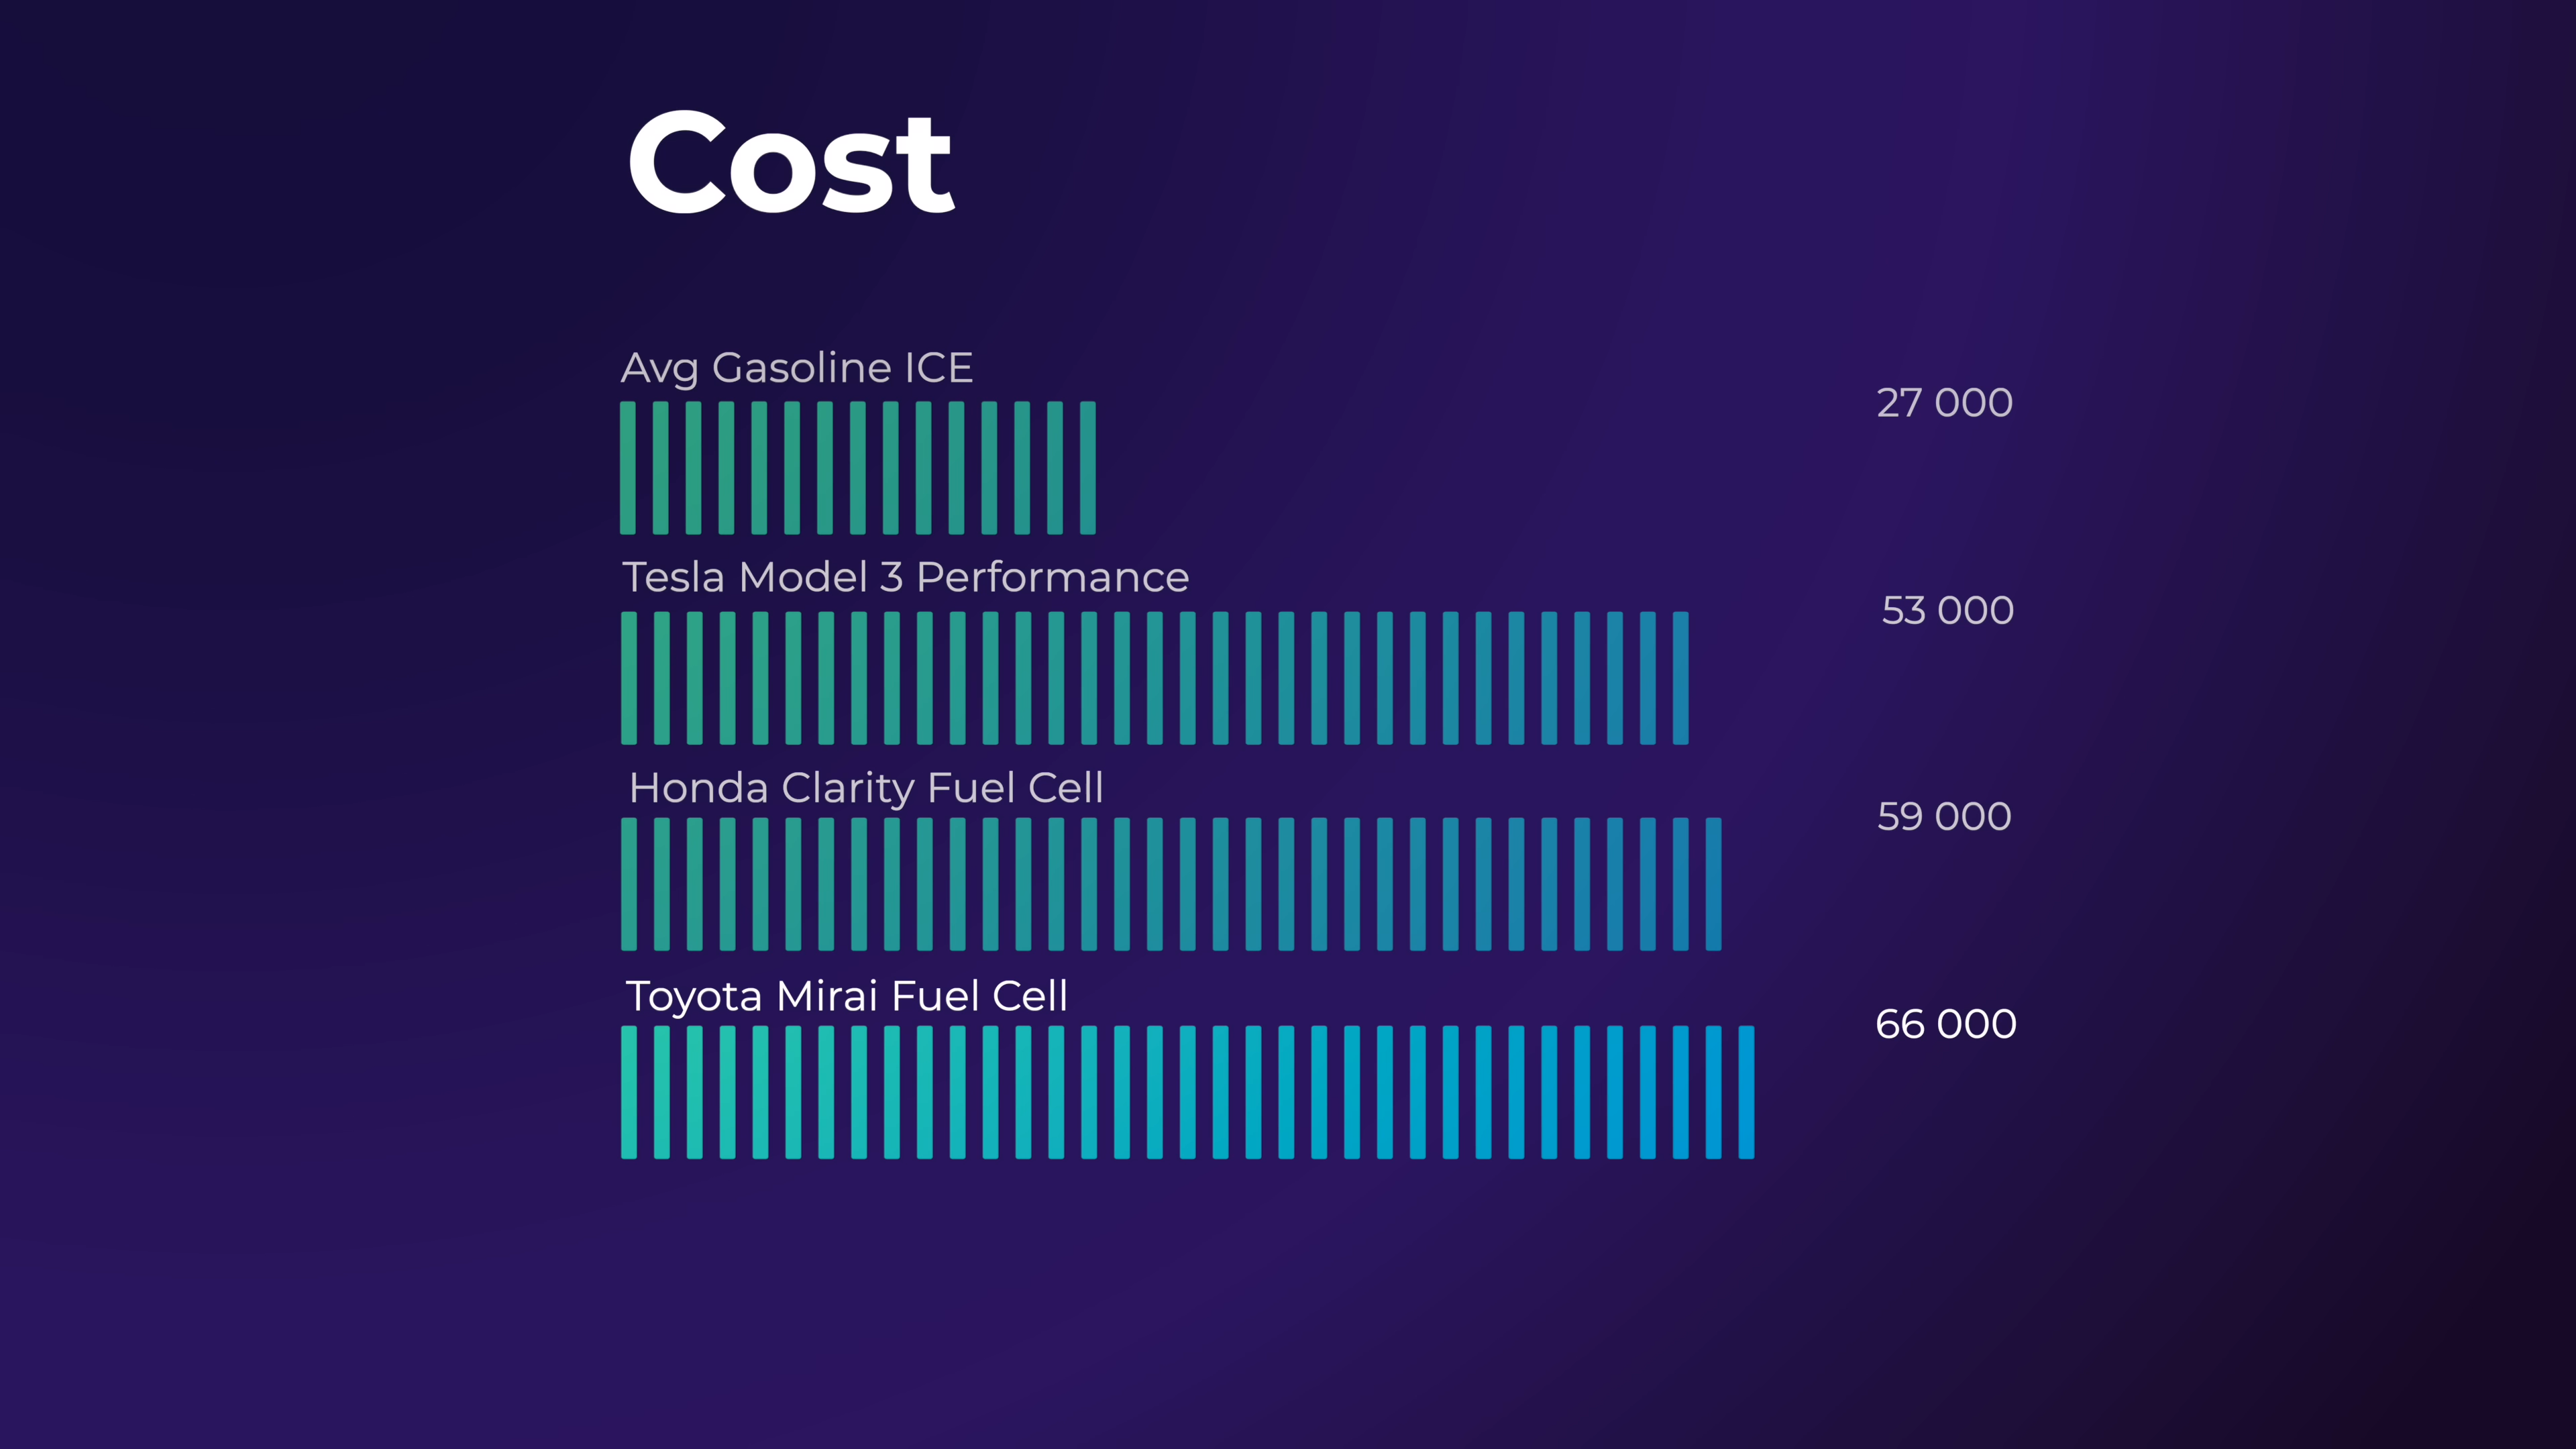 Cost
Avg Gasoline ICE
27 000
Tesla Model 3 Performance
53 000
Honda Clarity Fuel Cell
59 000
Toyota Mirai Fuel Cell
66 000